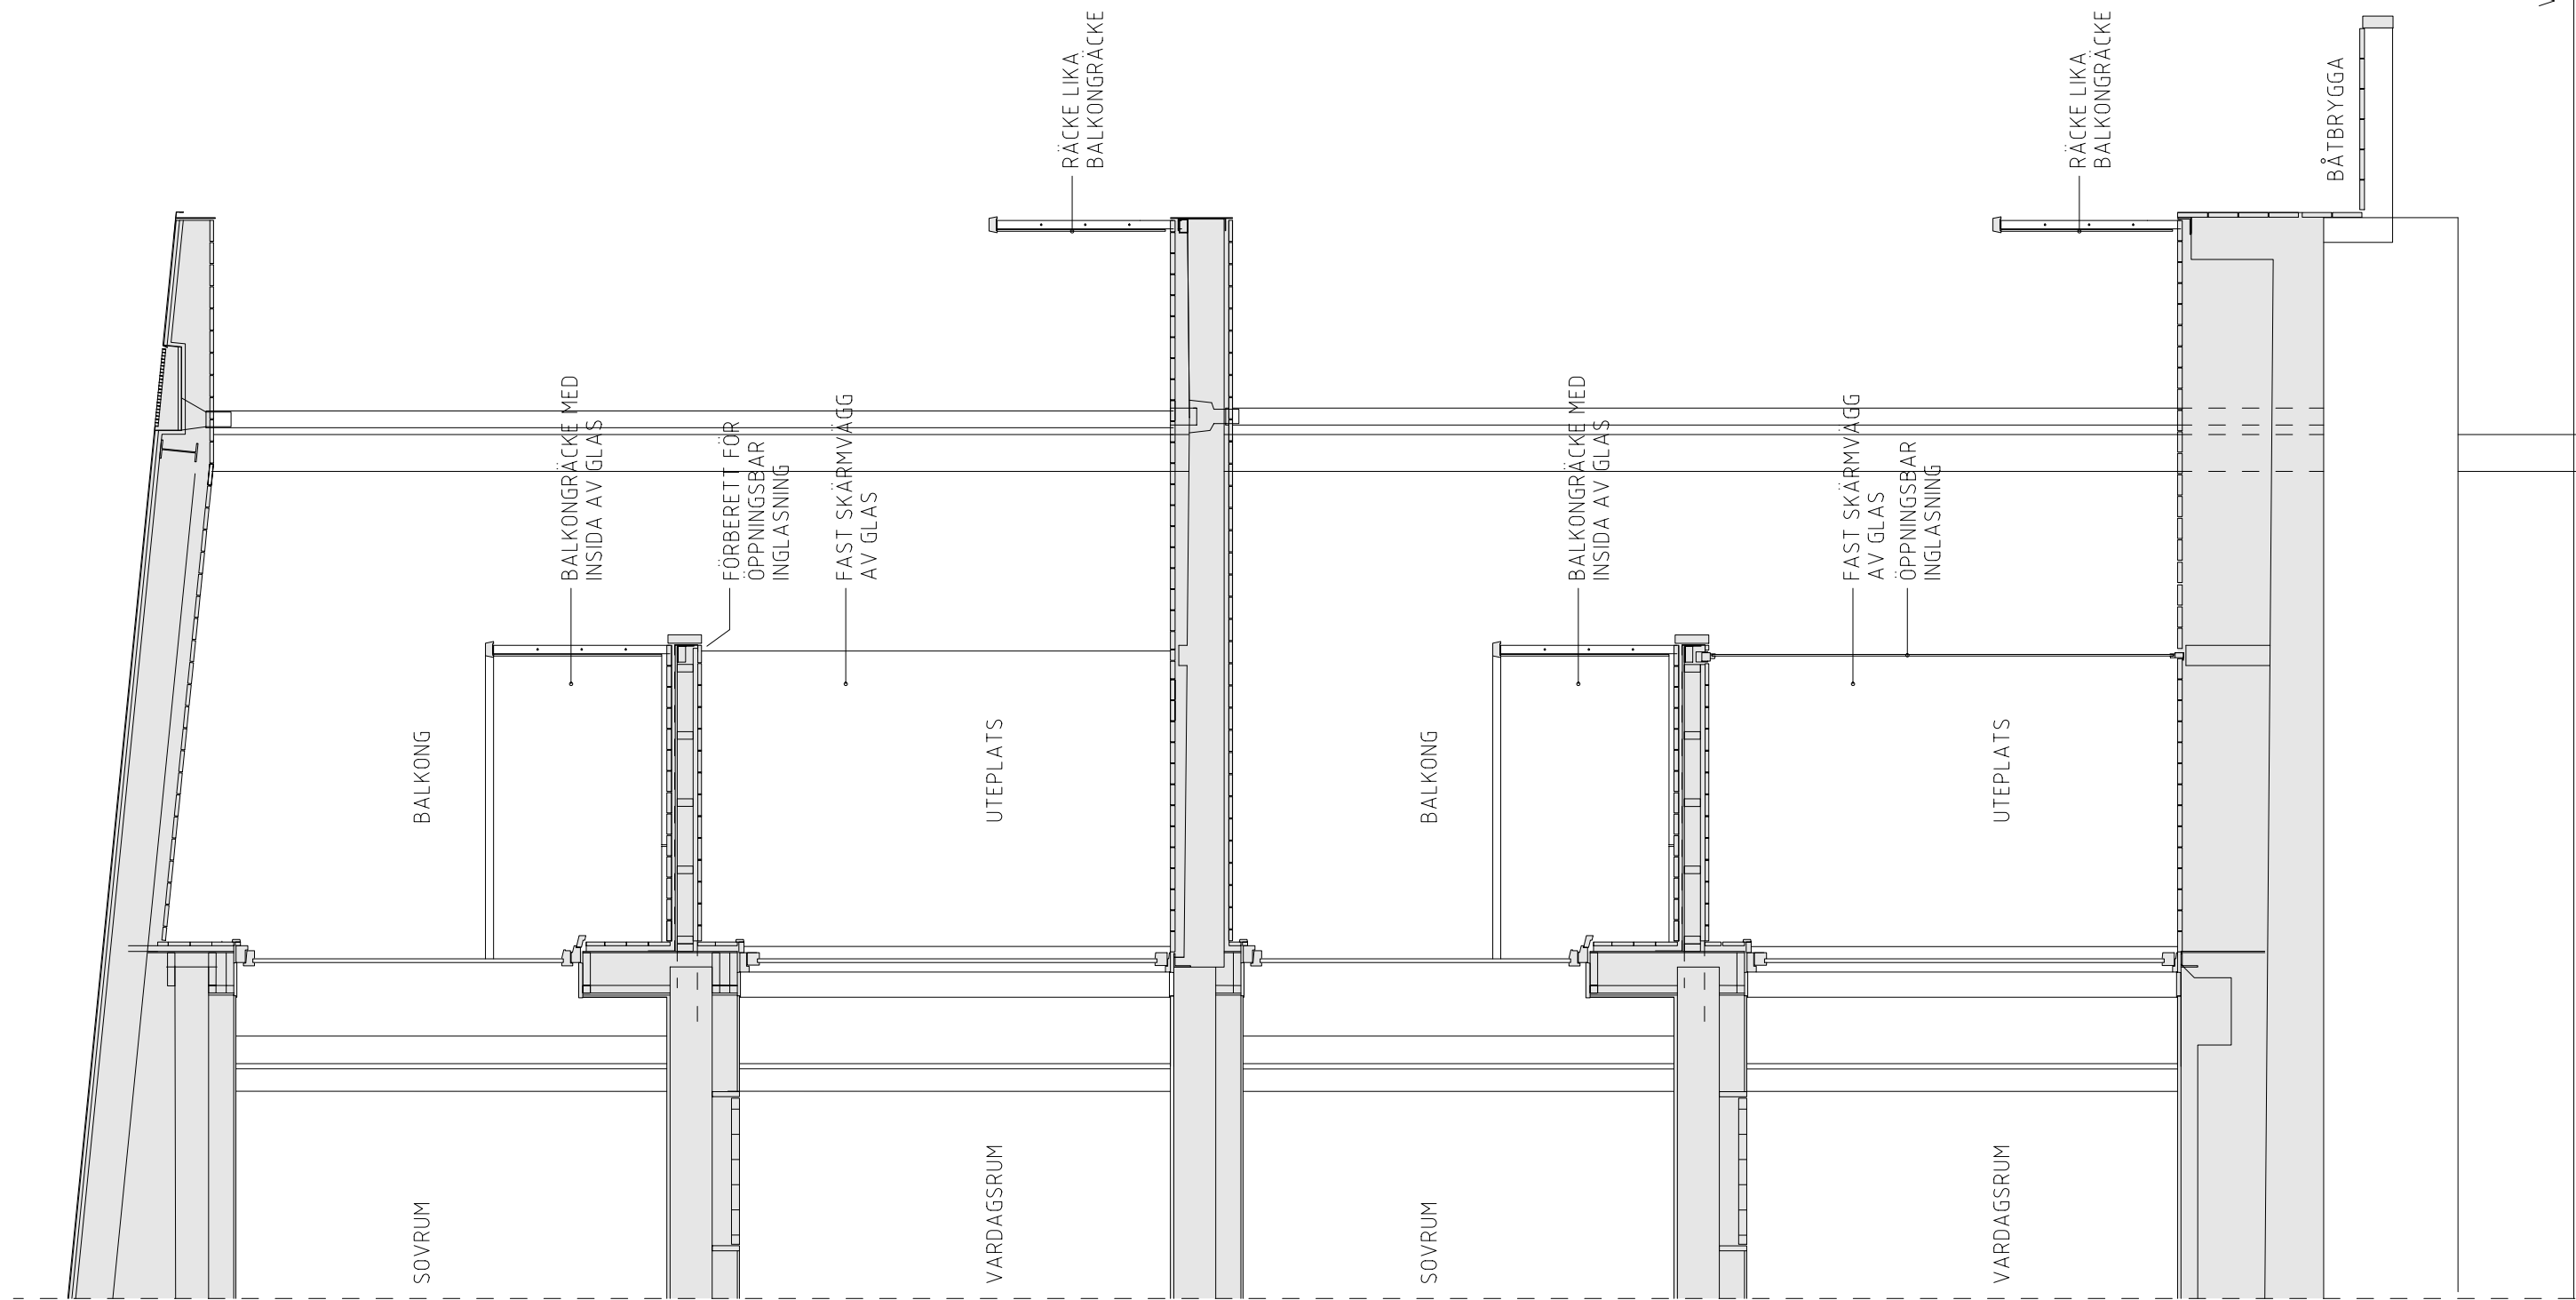 RÄCKE LIKA
BALKONGRÄCKE
RÄCKE LIKA
BALKONGRÄCKE
BÅTBRYGGA
BALKONGRÄCKE MED
INSIDA AV GLAS
FÖRBERETT FÖR
ÖPPNINGSBAR
INGLASNING
FAST SKÄRMVÄGG
AV GLAS
BALKONGRÄCKE MED
INSIDA AV GLAS
FAST SKÄRMVÄGG
AV GLAS
ÖPPNINGSBAR
INGLASNING
BALKONG
UTEPLATS
BALKONG
UTEPLATS
SOVRUM
VARDAGSRUM
SOVRUM
VARDAGSRUM